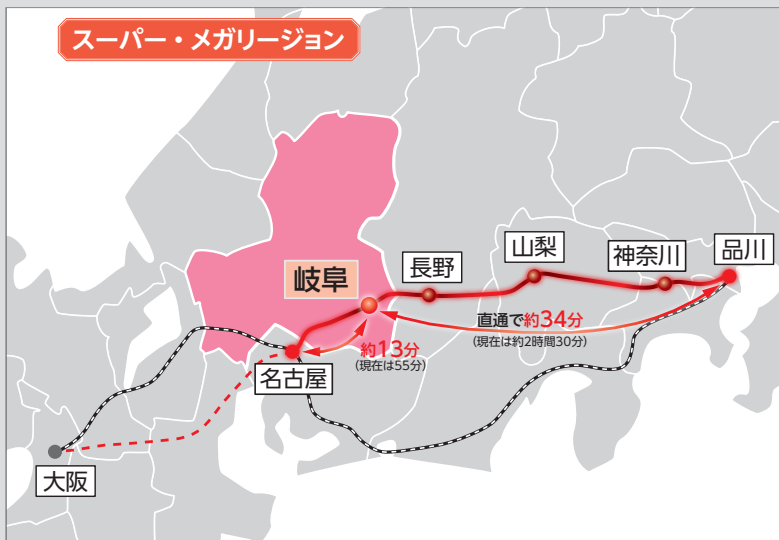 スーパー・メガリージョン
岐阜
長野
山梨
神奈川
品川
直通で約34分
(現在は約2時間30分)
約13分
(現在は55分)
名古屋
大阪